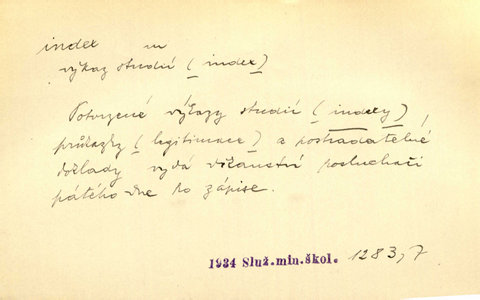 index m
výkaz studií (index)
Potvrzené výkazy studií (indexy),
průkazky (legitimace) a postradatelné
doklady vydá děkanství posluchači
pátého dne po zápise.
1934 Služ.min.škol. 1283,7